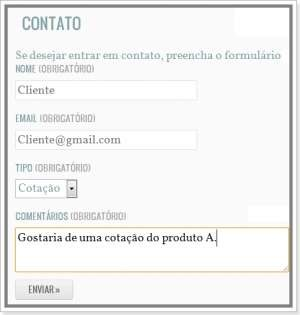 CONTATO
Se desejar entrar em contato, preencha o formulário
NOME (OBRIGATÓRIO)
Cliente
EMAIL (OBRIGATÓRIO)
Cliente@gmail.com
TIPO (OBRIGATÓRIO)
Cotação
COMENTÁRIOS (OBRIGATÓRIO)
Gostaria de uma cotação do produto A.
ENVIAR »